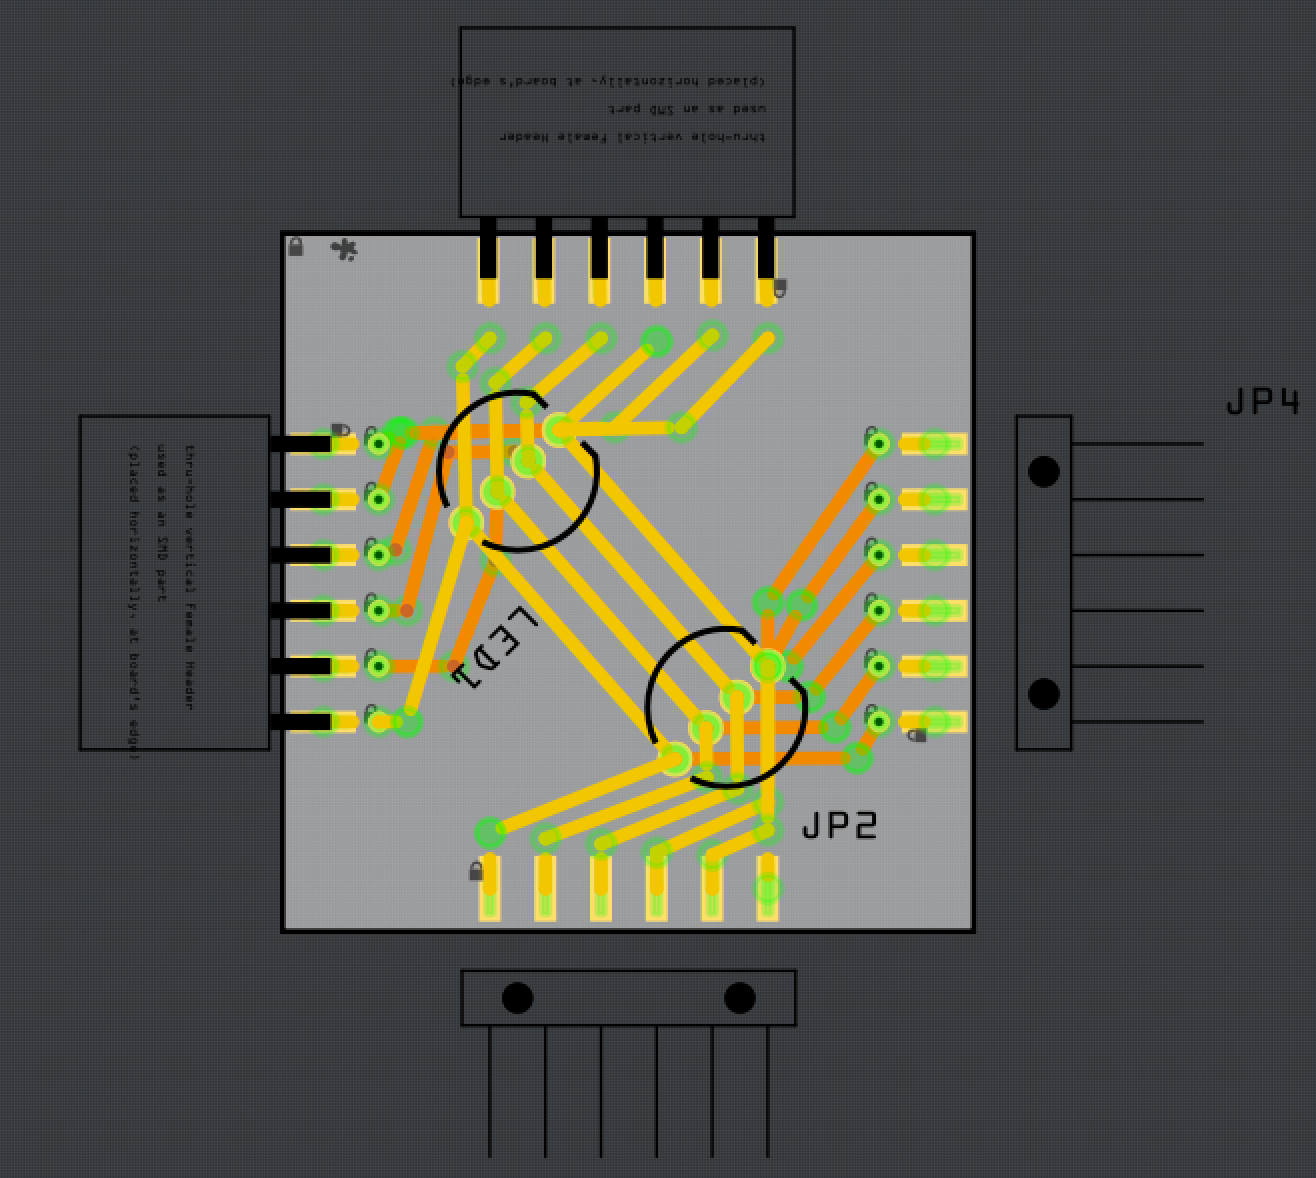 thru-hole vertical Female Header
used as an SMD part
(placed horizontally, at board's edge)
JP4
thru-hole vertical Female Header
used as an SMD part
(placed horizontally, at board's edge)
LED1
JP2